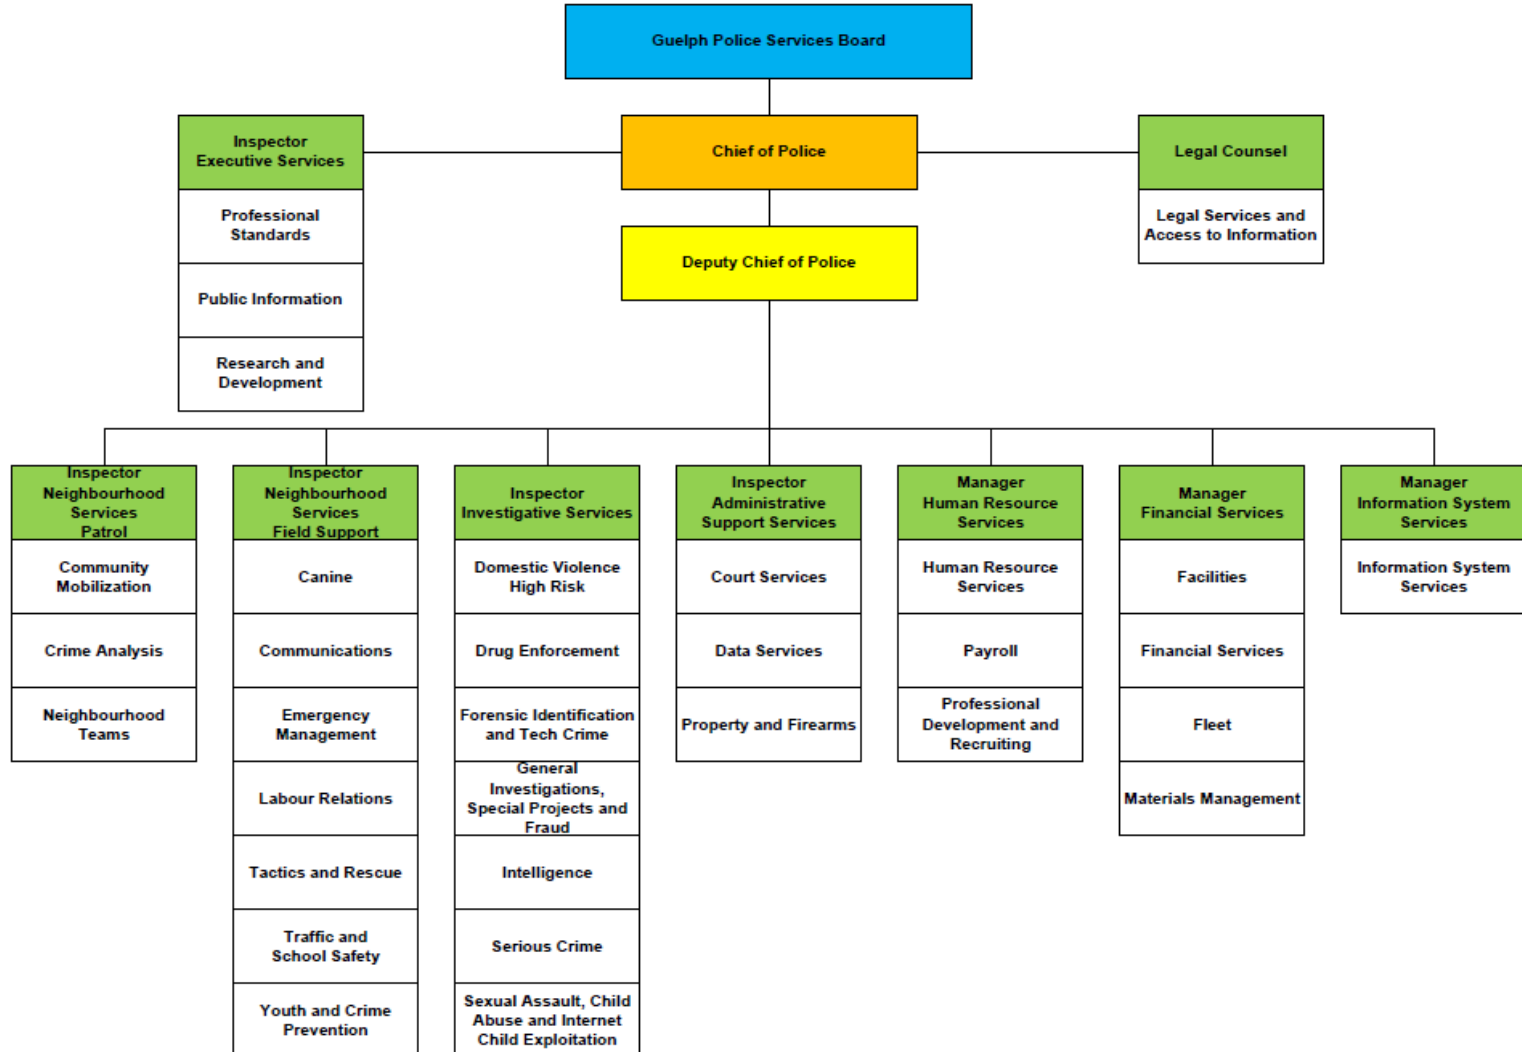 Guelph Police Services Board
Inspector
Executive Services
Chief of Police
Legal Counsel
Professional
Standards
Legal Services and
Access to Information
Public Information
Deputy Chief of Police
Research and
Development
Inspector
Neighbourhood
Services
Patrol
Community
Mobilization
Crime Analysis
Neighbourhood
Teams
Inspector
Neighbourhood
Services
Field Support
Canine
Communications
Emergency
Management
Labour Relations
Tactics and Rescue
Traffic and
School Safety
Youth and Crime
Prevention
Inspector
Investigative Services
Domestic Violence
High Risk
Drug Enforcement
Forensic Identification
and Tech Crime
General
Investigations,
Special Projects and
Fraud
Intelligence
Serious Crime
Sexual Assault, Child
Abuse and Internet
Child Exploitation
Inspector
Administrative
Support Services
Court Services
Data Services
Property and Firearms
Manager
Human Resource
Services
Human Resource
Services
Payroll
Professional
Development and
Recruiting
Manager
Financial Services
Facilities
Financial Services
Fleet
Materials Management
Manager
Information System
Services
Information System
Services